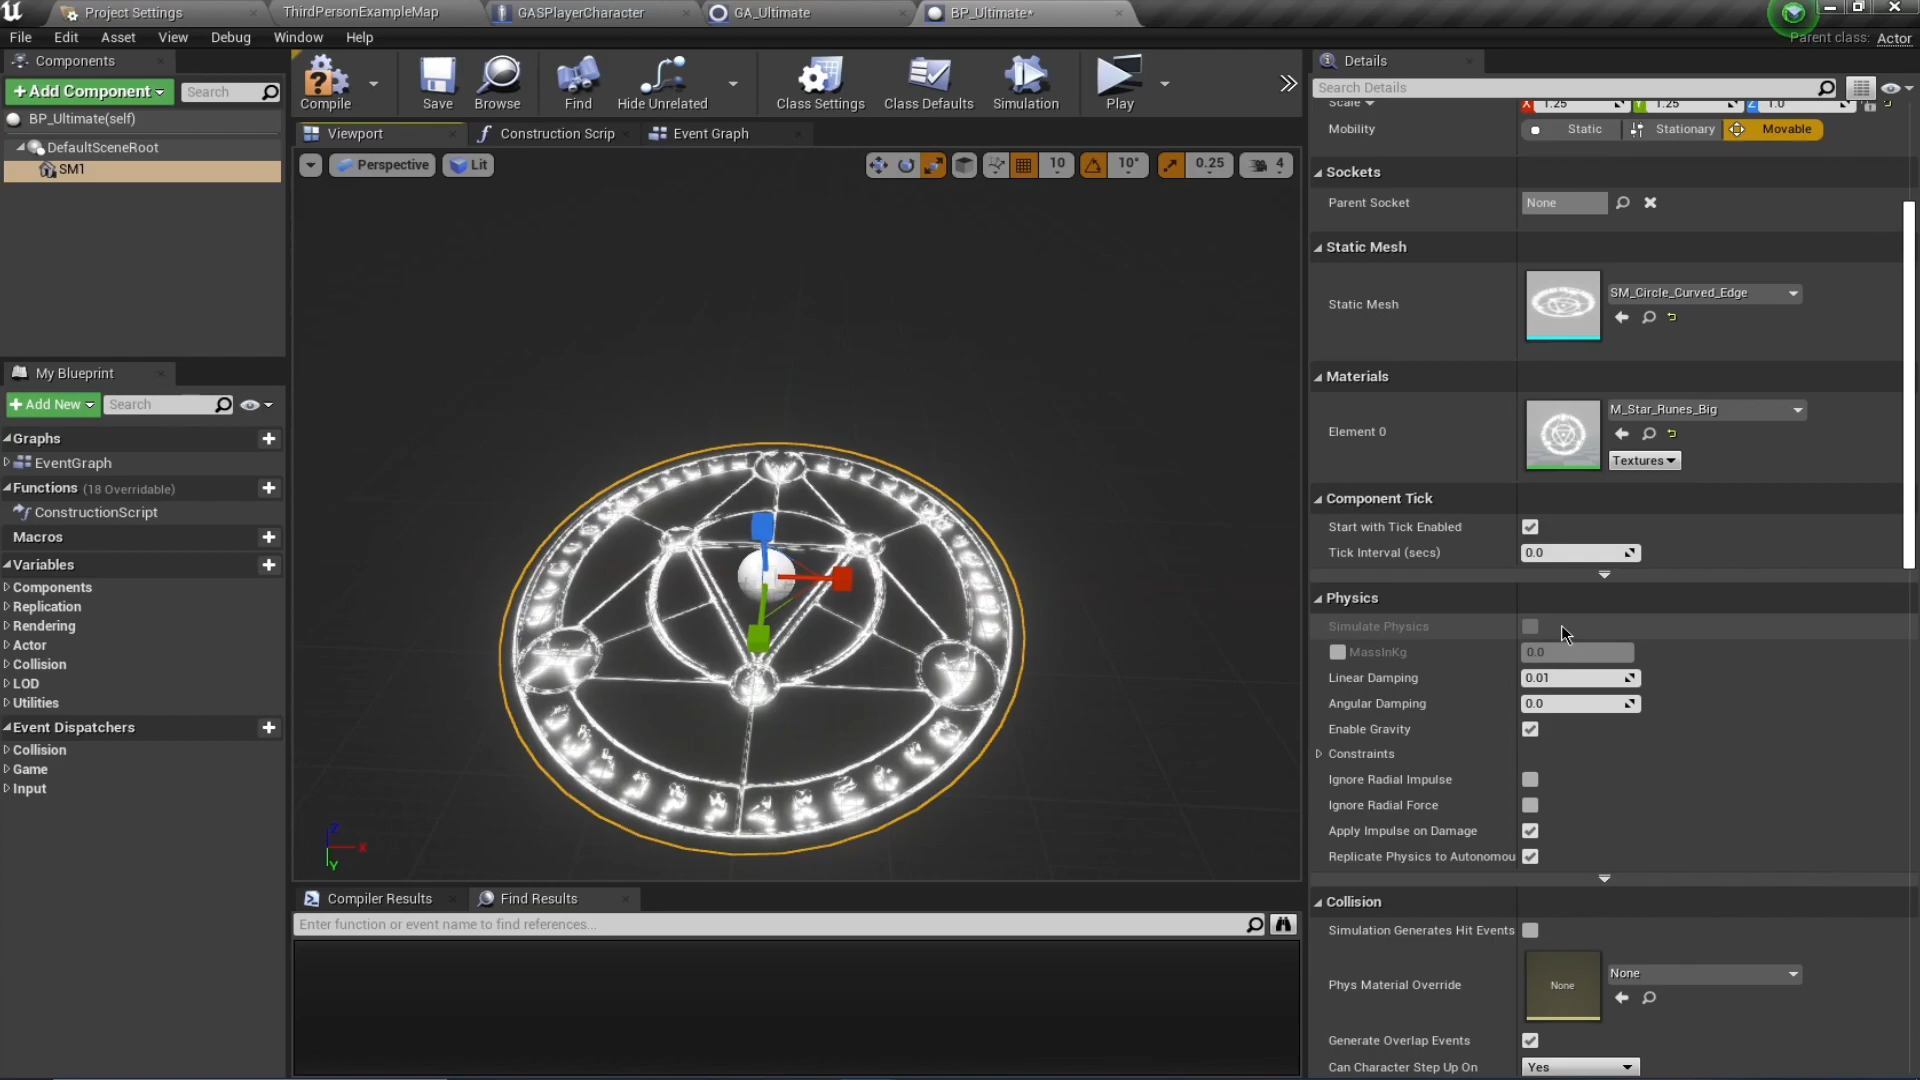 Project Settings
ThirdPersonExampleMap
GASPlayerCharacter
GA_Ultimate
BP_Ultimate*
File
Edit
Asset
View
Debug
Window
Help
Parent class: Actor
Components
+ Add Component
Search
BP_Ultimate(self)
DefaultSceneRoot
SM1
Compile
Save
Browse
Find
Hide Unrelated
Class Settings
Class Defaults
Simulation
Play
Viewport
Construction Scrip
Event Graph
Perspective
Lit
10
10°
0.25
4
Z
X
Y
My Blueprint
+ Add New
Search
Graphs
EventGraph
Functions (18 Overridable)
ConstructionScript
Macros
Variables
Components
Replication
Rendering
Actor
Collision
LOD
Utilities
Event Dispatchers
Collision
Game
Input
Compiler Results
Find Results
Enter function or event name to find references...
Details
Search Details
Scale
X 1.25
Y 1.25
Z 1.0
Mobility
Static
Stationary
Movable
Sockets
Parent Socket
None
Static Mesh
Static Mesh
SM_Circle_Curved_Edge
Materials
Element 0
M_Star_Runes_Big
Textures
Component Tick
Start with Tick Enabled
Tick Interval (secs)
0.0
Physics
Simulate Physics
MassInKg
0.0
Linear Damping
0.01
Angular Damping
0.0
Enable Gravity
Constraints
Ignore Radial Impulse
Ignore Radial Force
Apply Impulse on Damage
Replicate Physics to Autonomou
Collision
Simulation Generates Hit Events
Phys Material Override
None
None
Generate Overlap Events
Can Character Step Up On
Yes